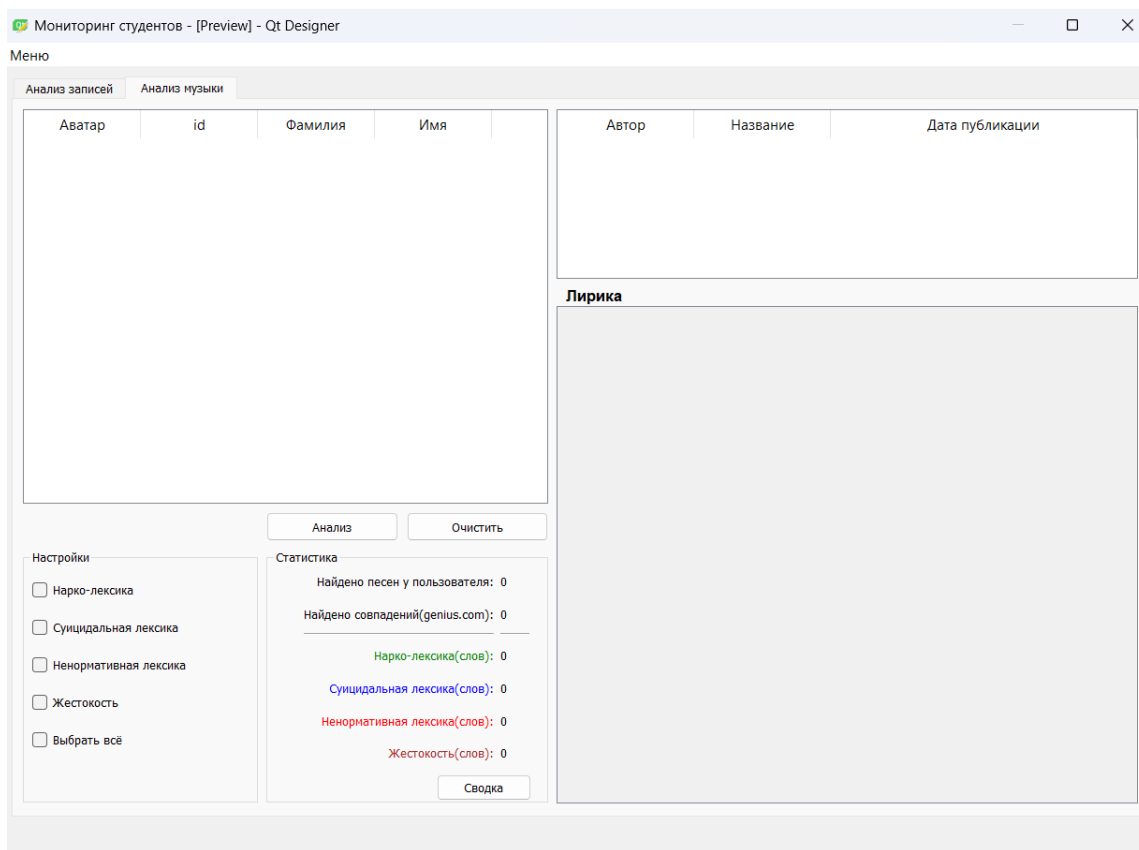 Мониторинг студентов - [Preview] - Qt Designer
Меню
Анализ записей Анализ музыки
Аватар id Фамилия Имя
Автор Название Дата публикации
Лирика
Анализ Очистить
Настройки
Нарко-лексика
Суицидальная лексика
Ненормативная лексика
Жестокость
Выбрать всё
Статистика
Найдено песен у пользователя: 0
Найдено совпадений(genius.com): 0
Нарко-лексика(слов): 0
Суицидальная лексика(слов): 0
Ненормативная лексика(слов): 0
Жестокость(слов): 0
Сводка